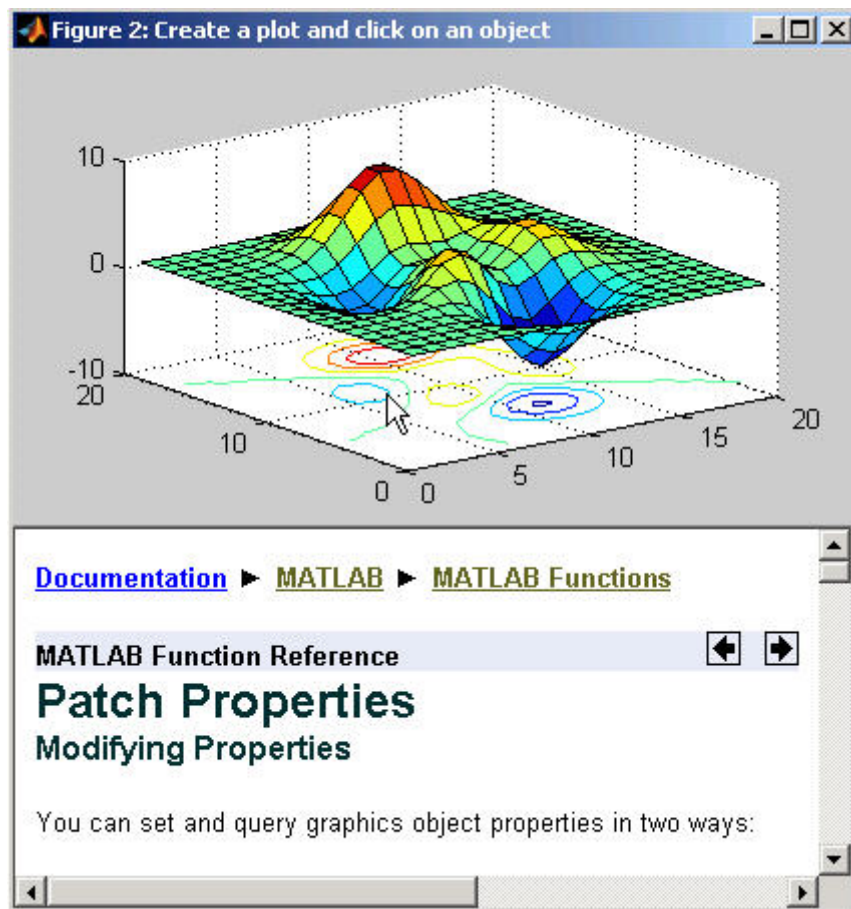 Figure 2: Create a plot and click on an object
10
0
-10
20
10
0
0
5
10
15
20
Documentation ► MATLAB ► MATLAB Functions
MATLAB Function Reference
Patch Properties
Modifying Properties
You can set and query graphics object properties in two ways: